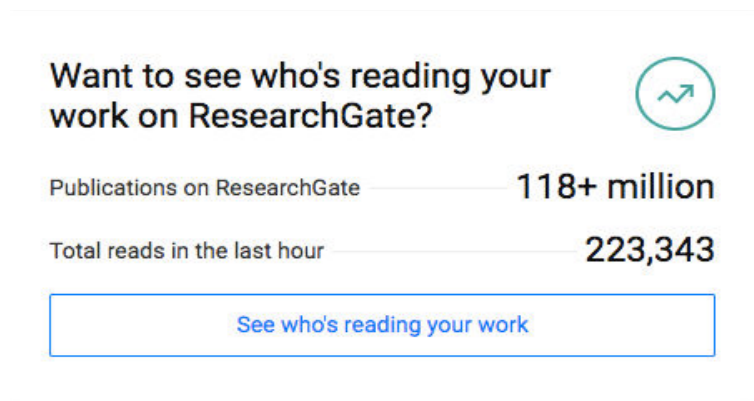 Want to see who's reading your
work on ResearchGate?
Publications on ResearchGate 118+ million
Total reads in the last hour 223,343
See who's reading your work